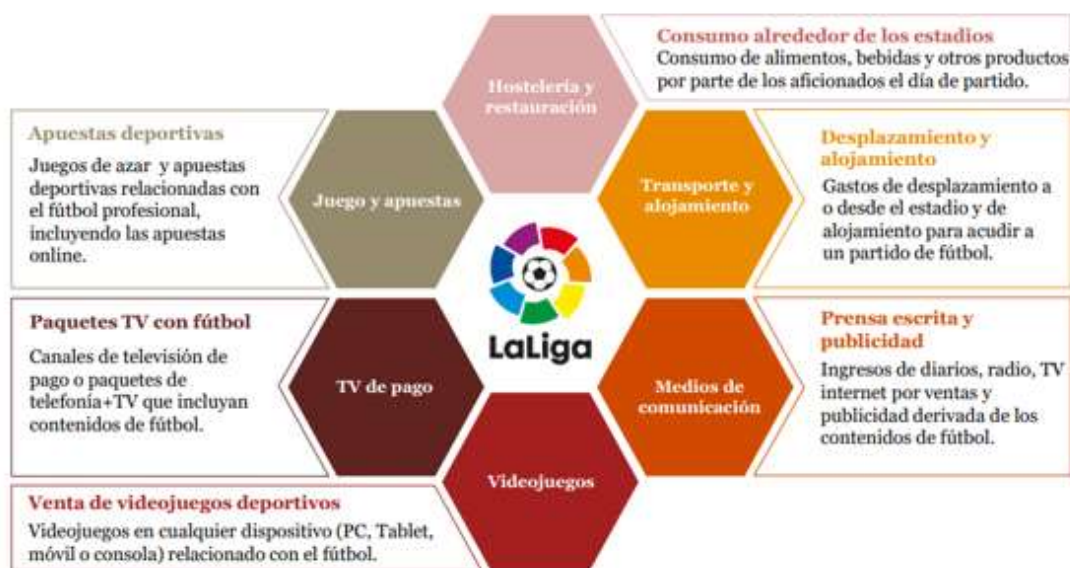 Consumo alrededor de los estadios
Consumo de alimentos, bebidas y otros productos
por parte de los aficionados el día de partido.
Hostelería y
restauración
Apuestas deportivas
Juegos de azar y apuestas
deportivas relacionadas con
el fútbol profesional,
incluyendo las apuestas
online.
Juego y apuestas
Transporte y
alojamiento
Desplazamiento y
alojamiento
Gastos de desplazamiento a
o desde el estadio y de
alojamiento para acudir a
un partido de fútbol.
LaLiga
Paquetes TV con fútbol
Canales de televisión de
pago o paquetes de
telefonía+TV que incluyan
contenidos de fútbol.
TV de pago
Medios de
comunicación
Prensa escrita y
publicidad
Ingresos de diarios, radio, TV
internet por ventas y
publicidad derivada de los
contenidos de fútbol.
Videojuegos
Venta de videojuegos deportivos
Videojuegos en cualquier dispositivo (PC, Tablet,
móvil o consola) relacionado con el fútbol.